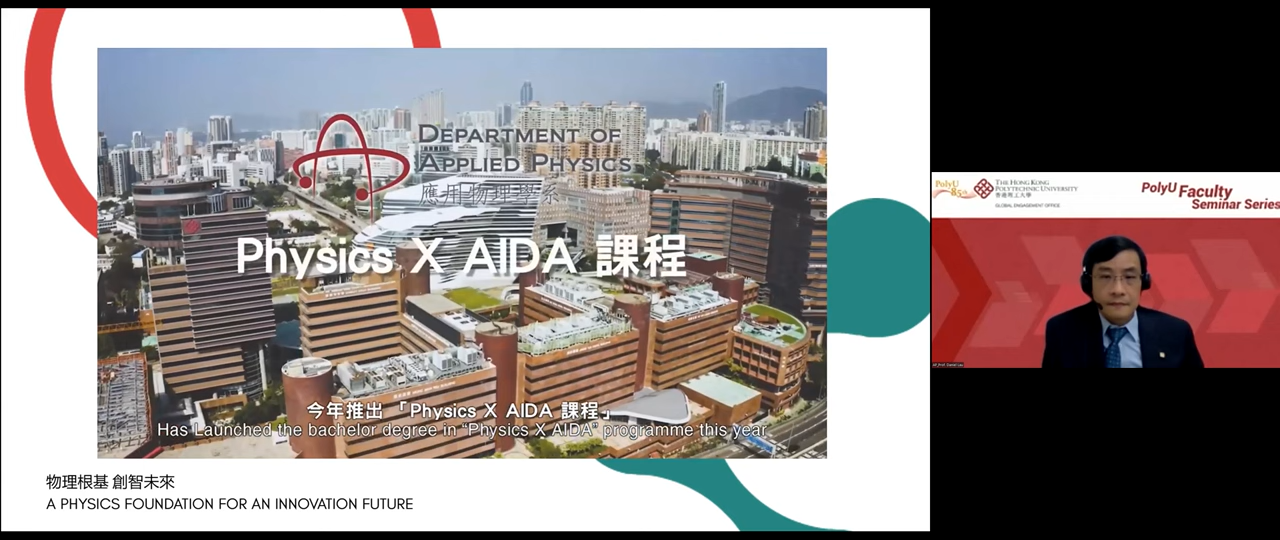 DEPARTMENT OF
APPLIED PHYSICS
應用物理學系
Physics X AIDA 課程
今年推出「Physics X AIDA 課程」
Has Launched the bachelor degree in "Physics X AIDA" programme this year
物理根基 創智未來
A PHYSICS FOUNDATION FOR AN INNOVATION FUTURE
PolyU
85
THE HONG KONG
POLYTECHNIC UNIVERSITY
香港理工大學
GLOBAL ENGAGEMENT OFFICE
PolyU Faculty
Seminar Series